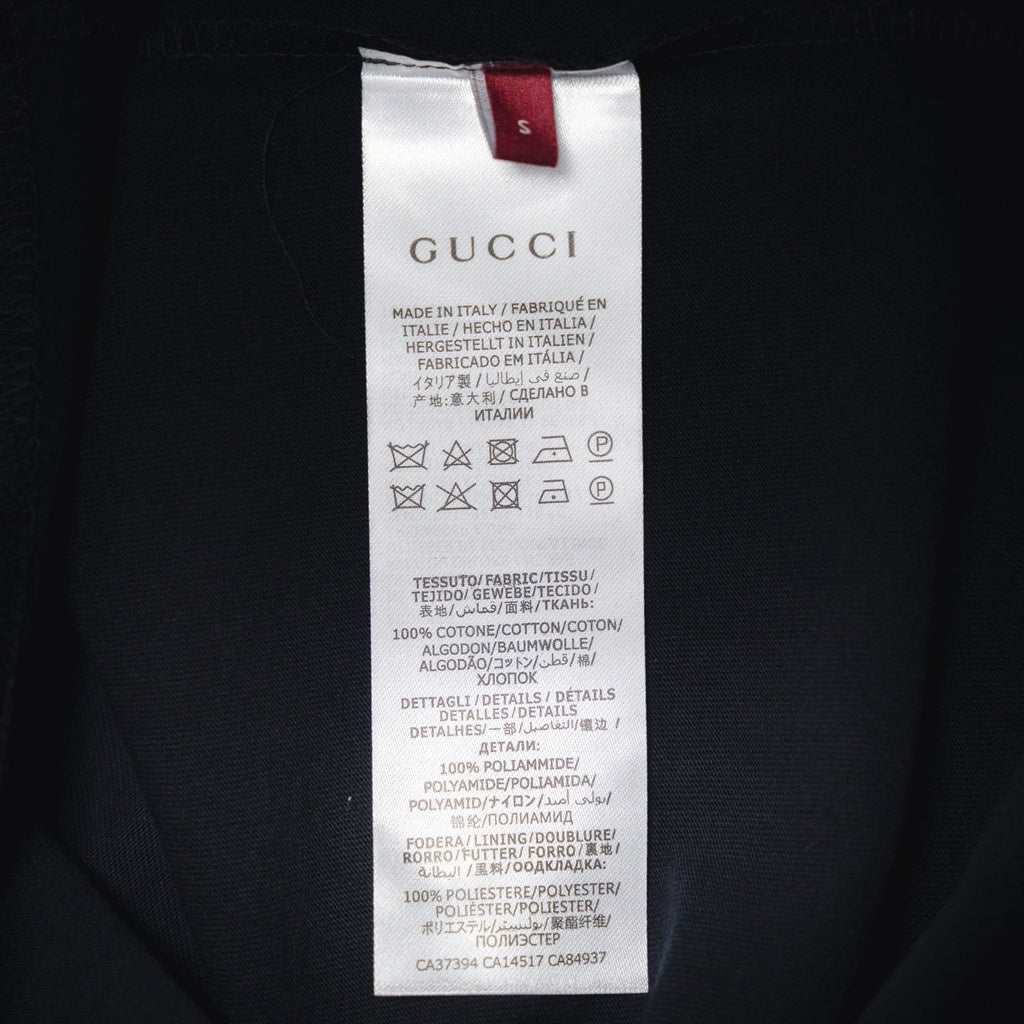 S
GUCCI
MADE IN ITALY / FABRIQUÉ EN
ITALIE / HECHO EN ITALIA /
HERGESTELLT IN ITALIEN /
FABRICADO EM ITÁLIA /
イタリア製 / صنع في إيطاليا /
产地:意大利 / СДЕЛАНО В
ИТАЛИИ
P
P
TESSUTO/FABRIC/TISSU/
TEJIDO/GEWEBE/TECIDO/
表地/قماش/面料/ТКАНЬ:
100% COTONE/COTTON/COTON/
ALGODON/BAUMWOLLE/
ALGODÃO/コットン/قطن/棉/
ХЛОПОК
DETTAGLI/DETAILS / DÉTAILS
DETALLES/DETAILS
DETALHES/一部/التفاصيل/镶边 /
ДЕТАЛИ:
100% POLIAMMIDE/
POLYAMIDE/POLIAMIDA/
POLYAMID/ナイロン/بولي أميد/
锦纶/ПОЛИАМИД
FODERA/LINING/DOUBLURE/
RORRO/FUTTER/ FORRO/裏地/
البطانة /里料/ООДКЛАДКА:
100% POLIESTERE/POLYESTER/
POLIÉSTER/POLIESTER/
ポリエステル/بوليستر/聚酯纤维/
ПОЛИЭСТЕР
CA37394 CA14517 CA84937